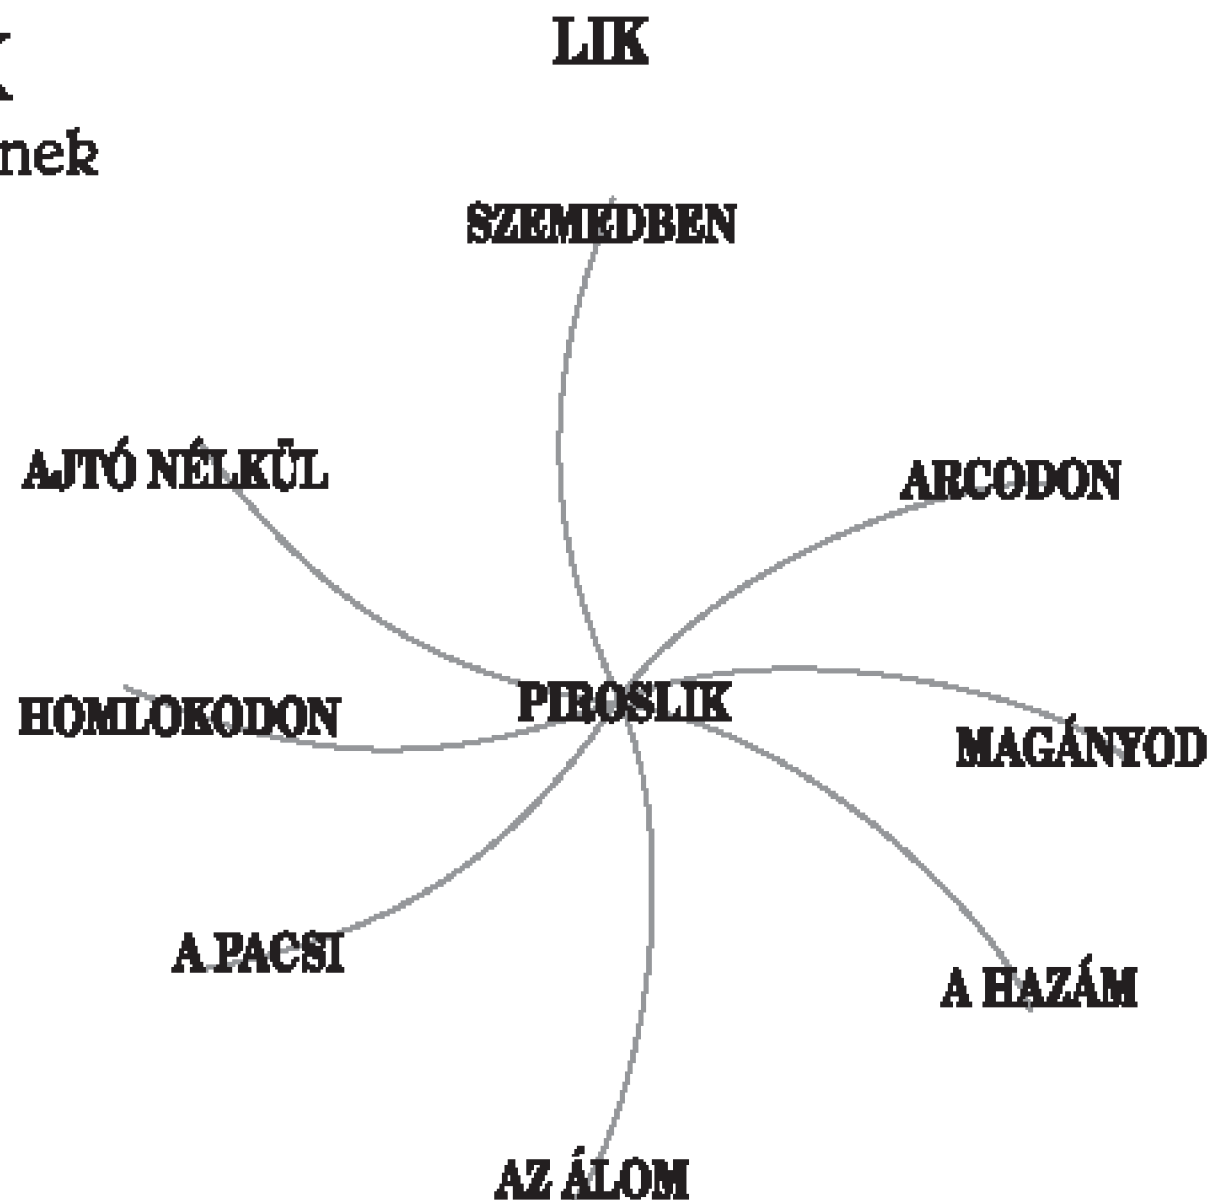 LIK
nek
SZEMEDBEN
AJTÓ NÉLKÜL
ARCODON
PIROSLIK
HOMLOKODON
MAGÁNYOD
A PACSI
A HAZÁM
AZ ÁLOM